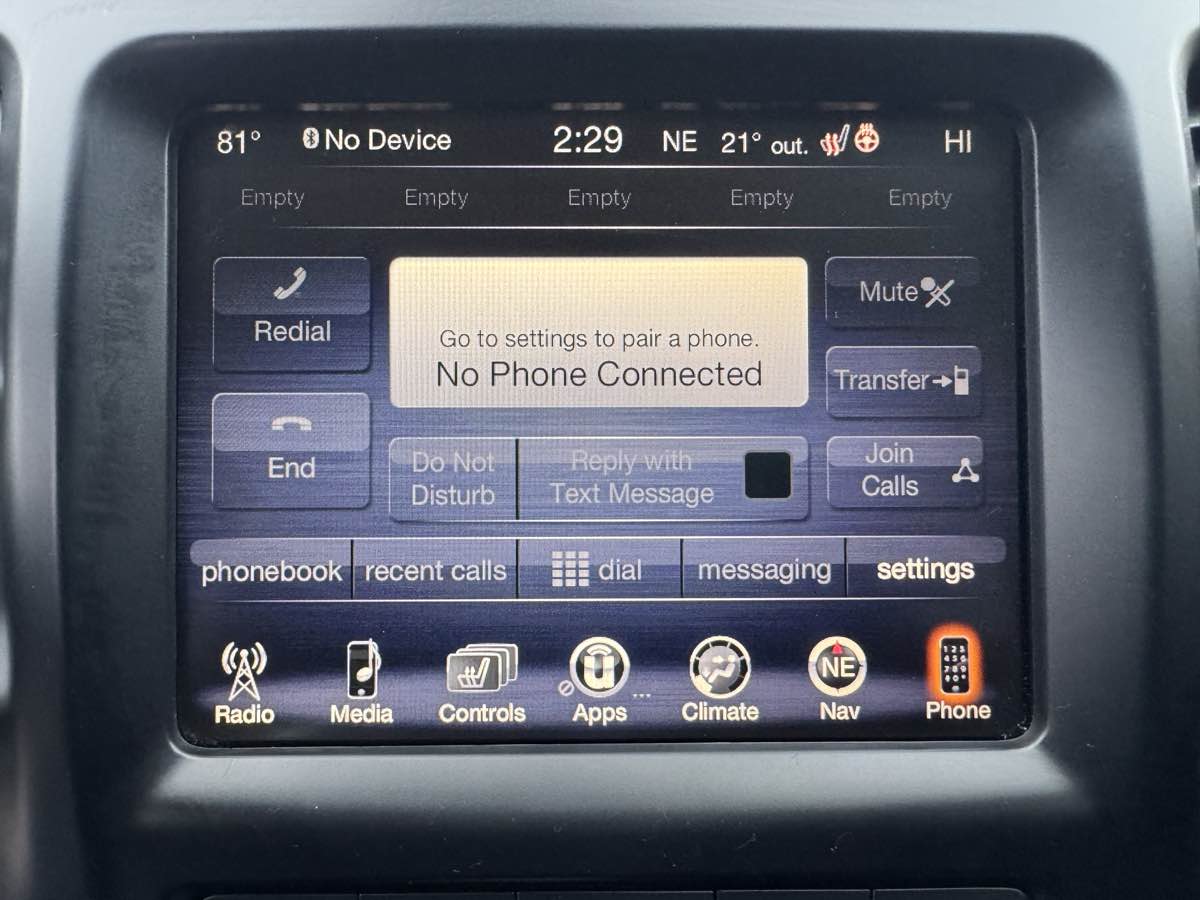 81° No Device 2:29 NE 21° out. HI
Empty Empty Empty Empty Empty
Redial
Go to settings to pair a phone.
No Phone Connected
Mute
Transfer
End
Do Not
Disturb
Reply with
Text Message
Join
Calls
phonebook recent calls dial messaging settings
NE
Radio Media Controls Apps ... Climate Nav Phone